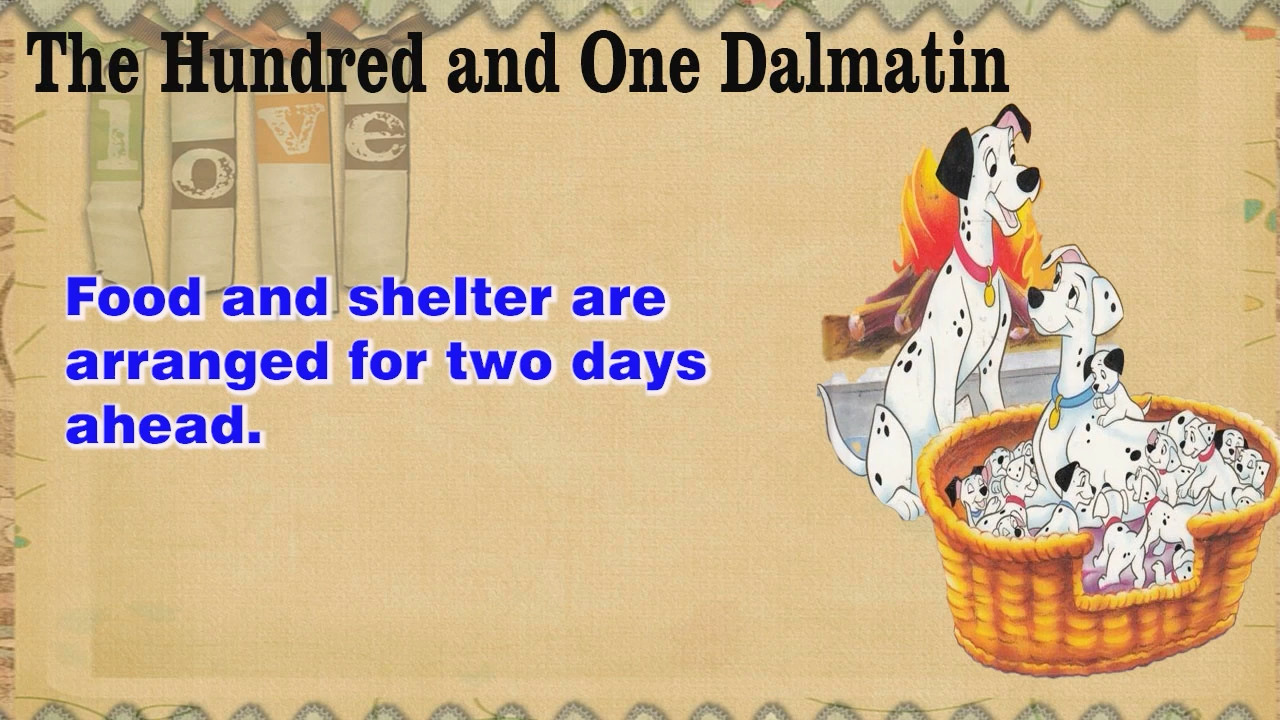 The Hundred and One Dalmatin
love
Food and shelter are
arranged for two days
ahead.